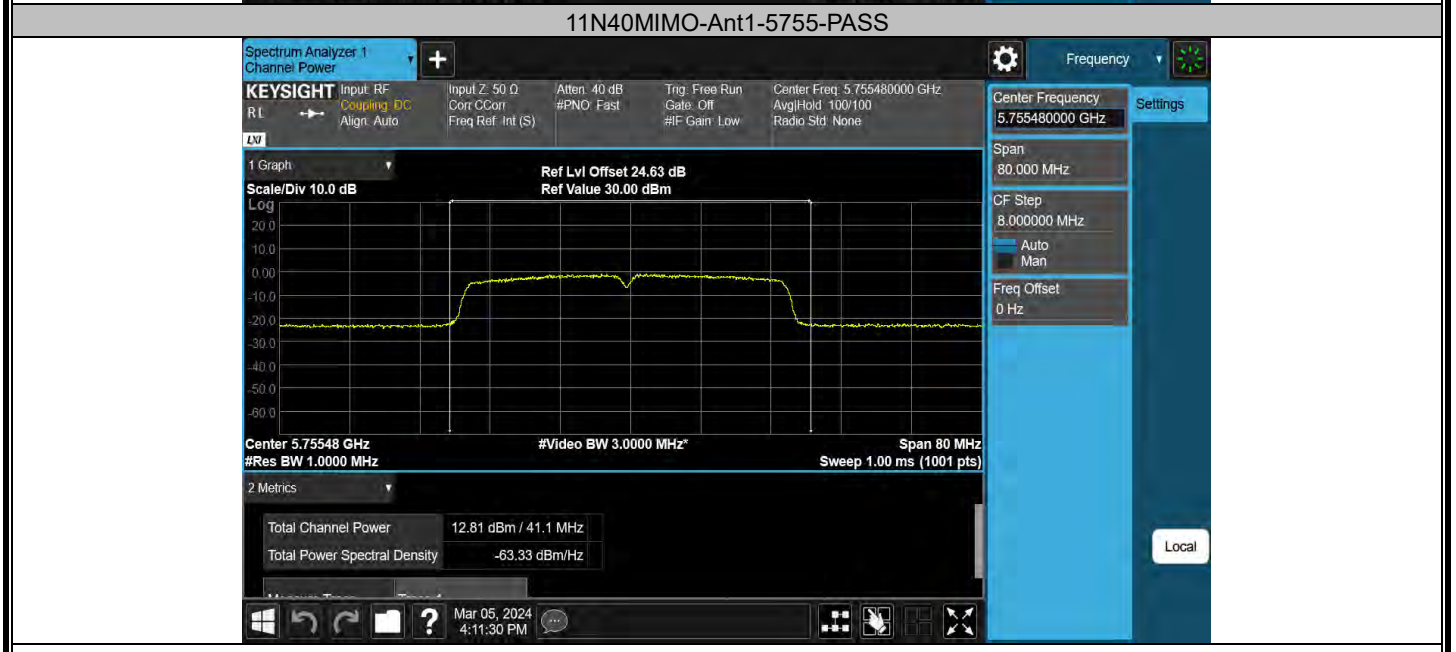 11N40MIMO-Ant1-5755-PASS
Spectrum Analyzer 1
Channel Power
+
Frequency
KEYSIGHT
RL
LXI
Input: RF
Coupling: DC
Align: Auto
Input Z: 50 Ω
Corr CCorr
Freq Ref: Int (S)
Atten: 40 dB
#PNO: Fast
Trig: Free Run
Gate: Off
#IF Gain: Low
Center Freq: 5.755480000 GHz
Avg|Hold: 100/100
Radio Std: None
Center Frequency
5.755480000 GHz
Settings
Span
80.000 MHz
CF Step
8.000000 MHz
Auto
Man
Freq Offset
0 Hz
1 Graph
Scale/Div 10.0 dB
Ref Lvl Offset 24.63 dB
Ref Value 30.00 dBm
Log
20.0
10.0
0.00
-10.0
-20.0
-30.0
-40.0
-50.0
-60.0
Center 5.75548 GHz
#Video BW 3.0000 MHz*
Span 80 MHz
#Res BW 1.0000 MHz
Sweep 1.00 ms (1001 pts)
2 Metrics
Total Channel Power 12.81 dBm / 41.1 MHz
Total Power Spectral Density -63.33 dBm/Hz
Local
?
Mar 05, 2024
4:11:30 PM